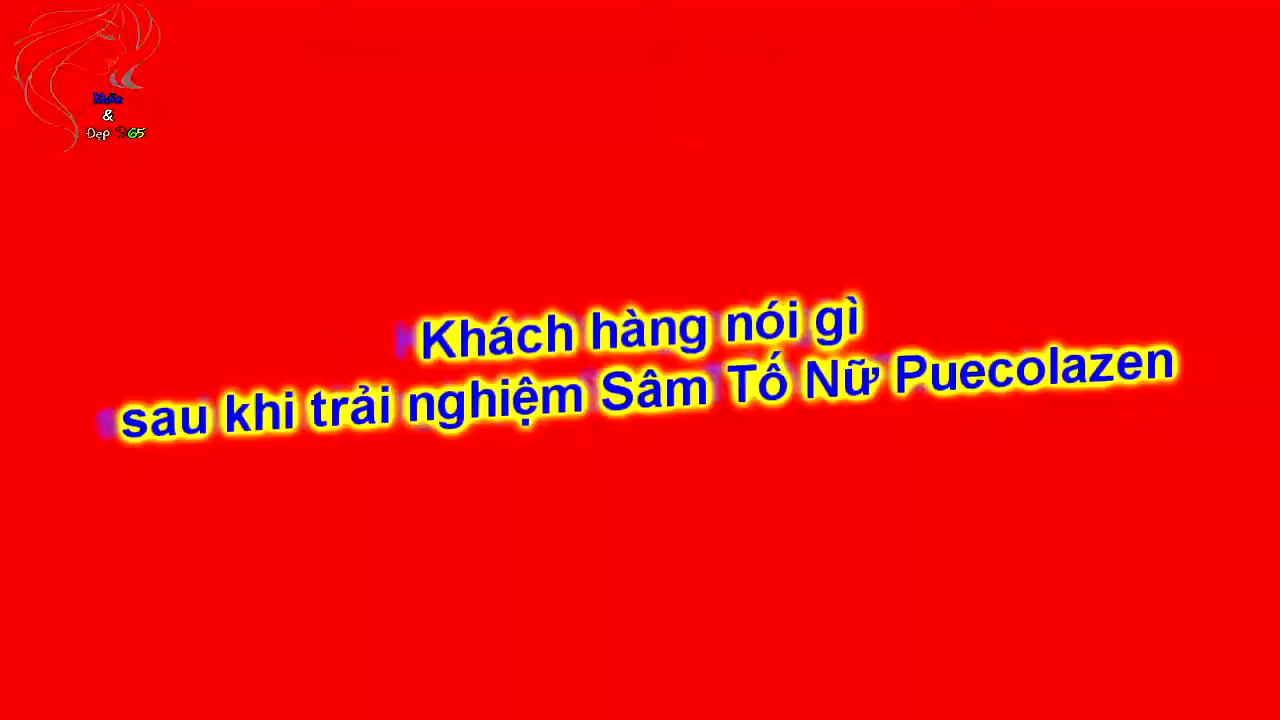 Khỏe
&
Đẹp 365
Khách hàng nói gì
sau khi trải nghiệm Sâm Tố Nữ Puecolazen